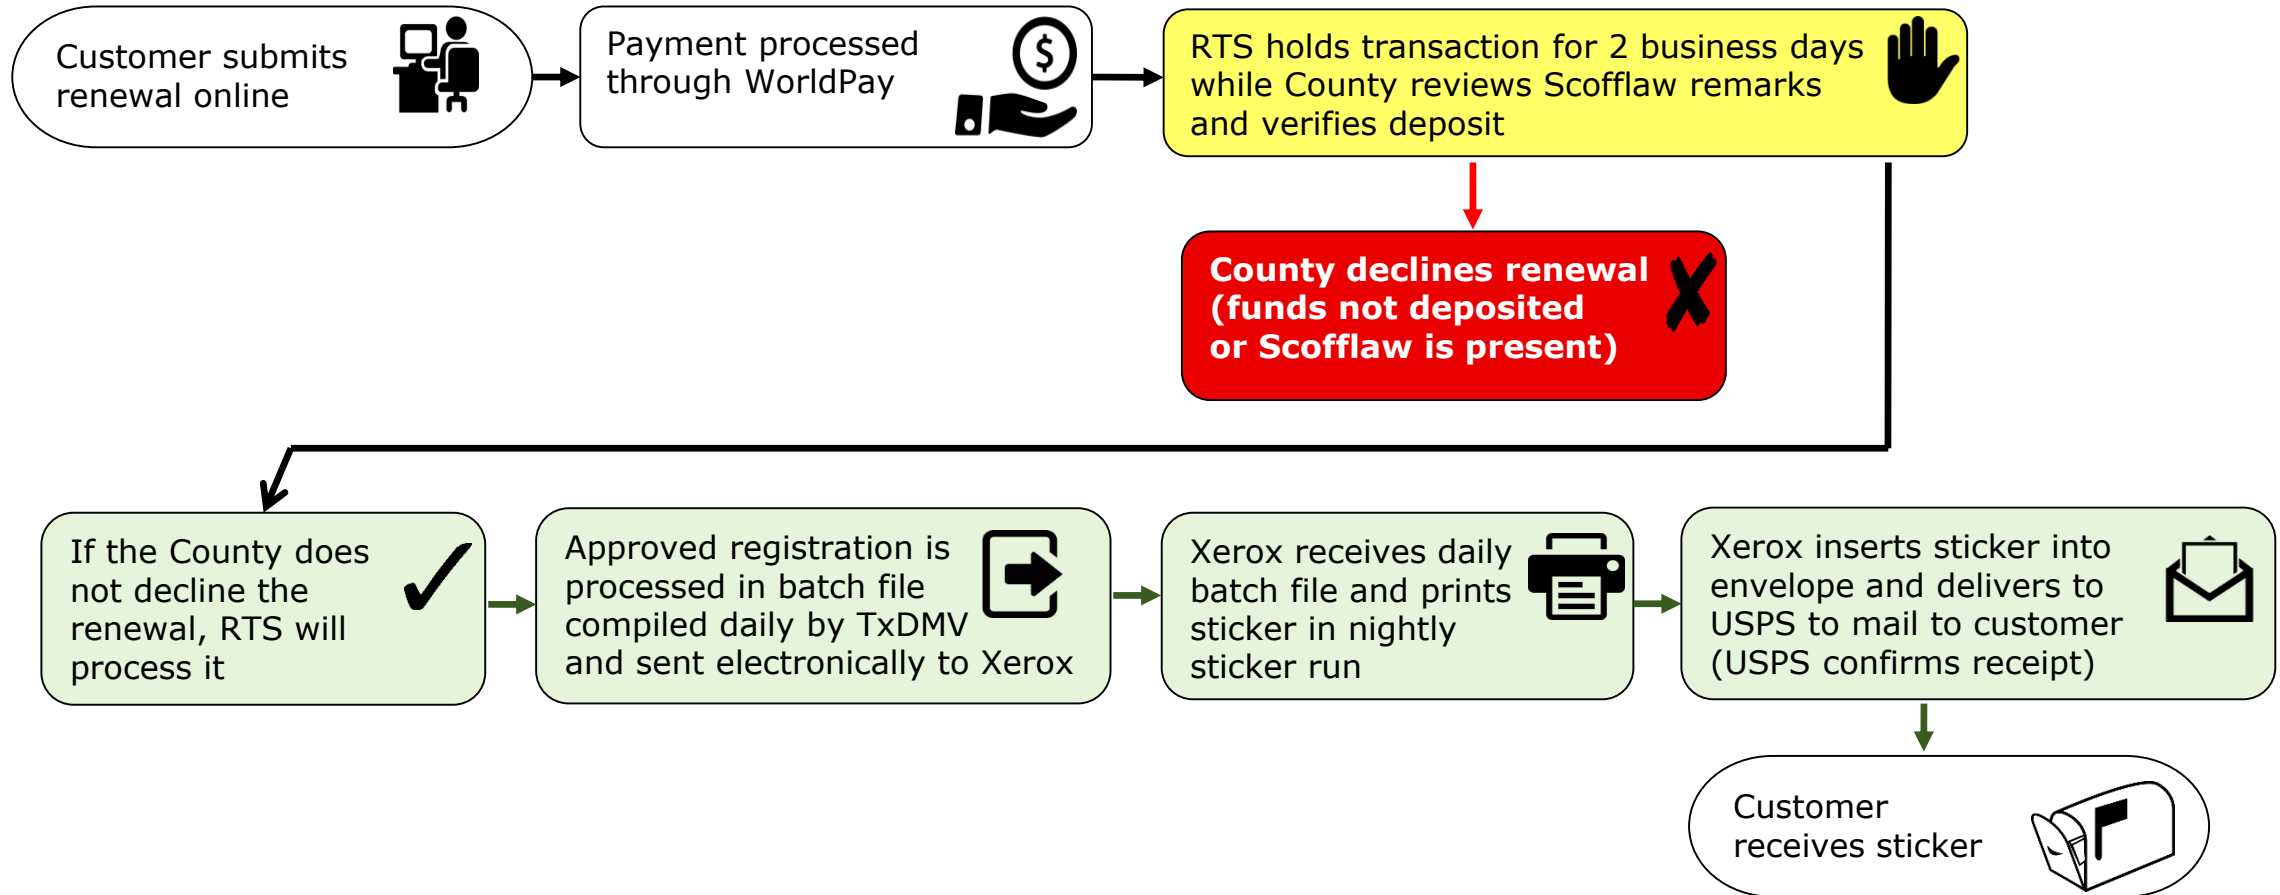 Customer submits
renewal online
Payment processed
through WorldPay
$
RTS holds transaction for 2 business days
while County reviews Scofflaw remarks
and verifies deposit
County declines renewal
(funds not deposited
or Scofflaw is present)
If the County does
not decline the
renewal, RTS will
process it
Approved registration is
processed in batch file
compiled daily by TxDMV
and sent electronically to Xerox
Xerox receives daily
batch file and prints
sticker in nightly
sticker run
Xerox inserts sticker into
envelope and delivers to
USPS to mail to customer
(USPS confirms receipt)
Customer
receives sticker